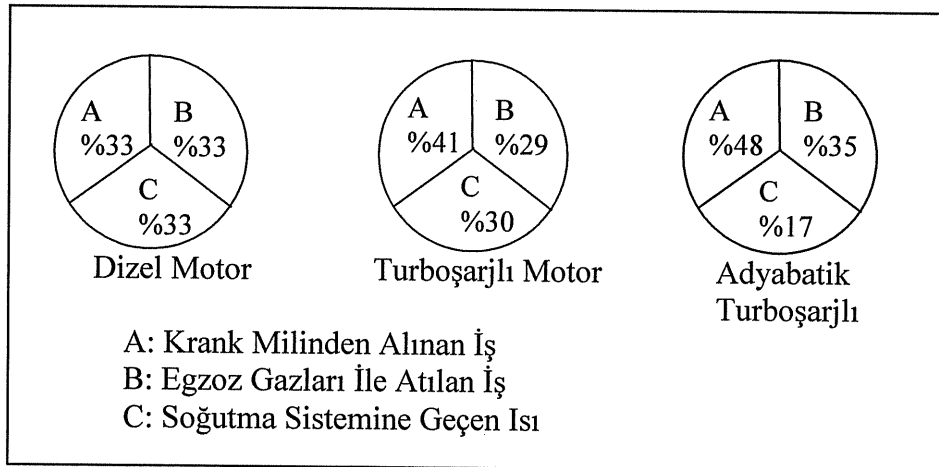 A
%33
B
%33
C
%33
Dizel Motor
A
%41
B
%29
C
%30
Turboşarjlı Motor
A
%48
B
%35
C
%17
Adyabatik
Turboşarjlı
A: Krank Milinden Alınan İş
B: Egzoz Gazları İle Atılan İş
C: Soğutma Sistemine Geçen Isı